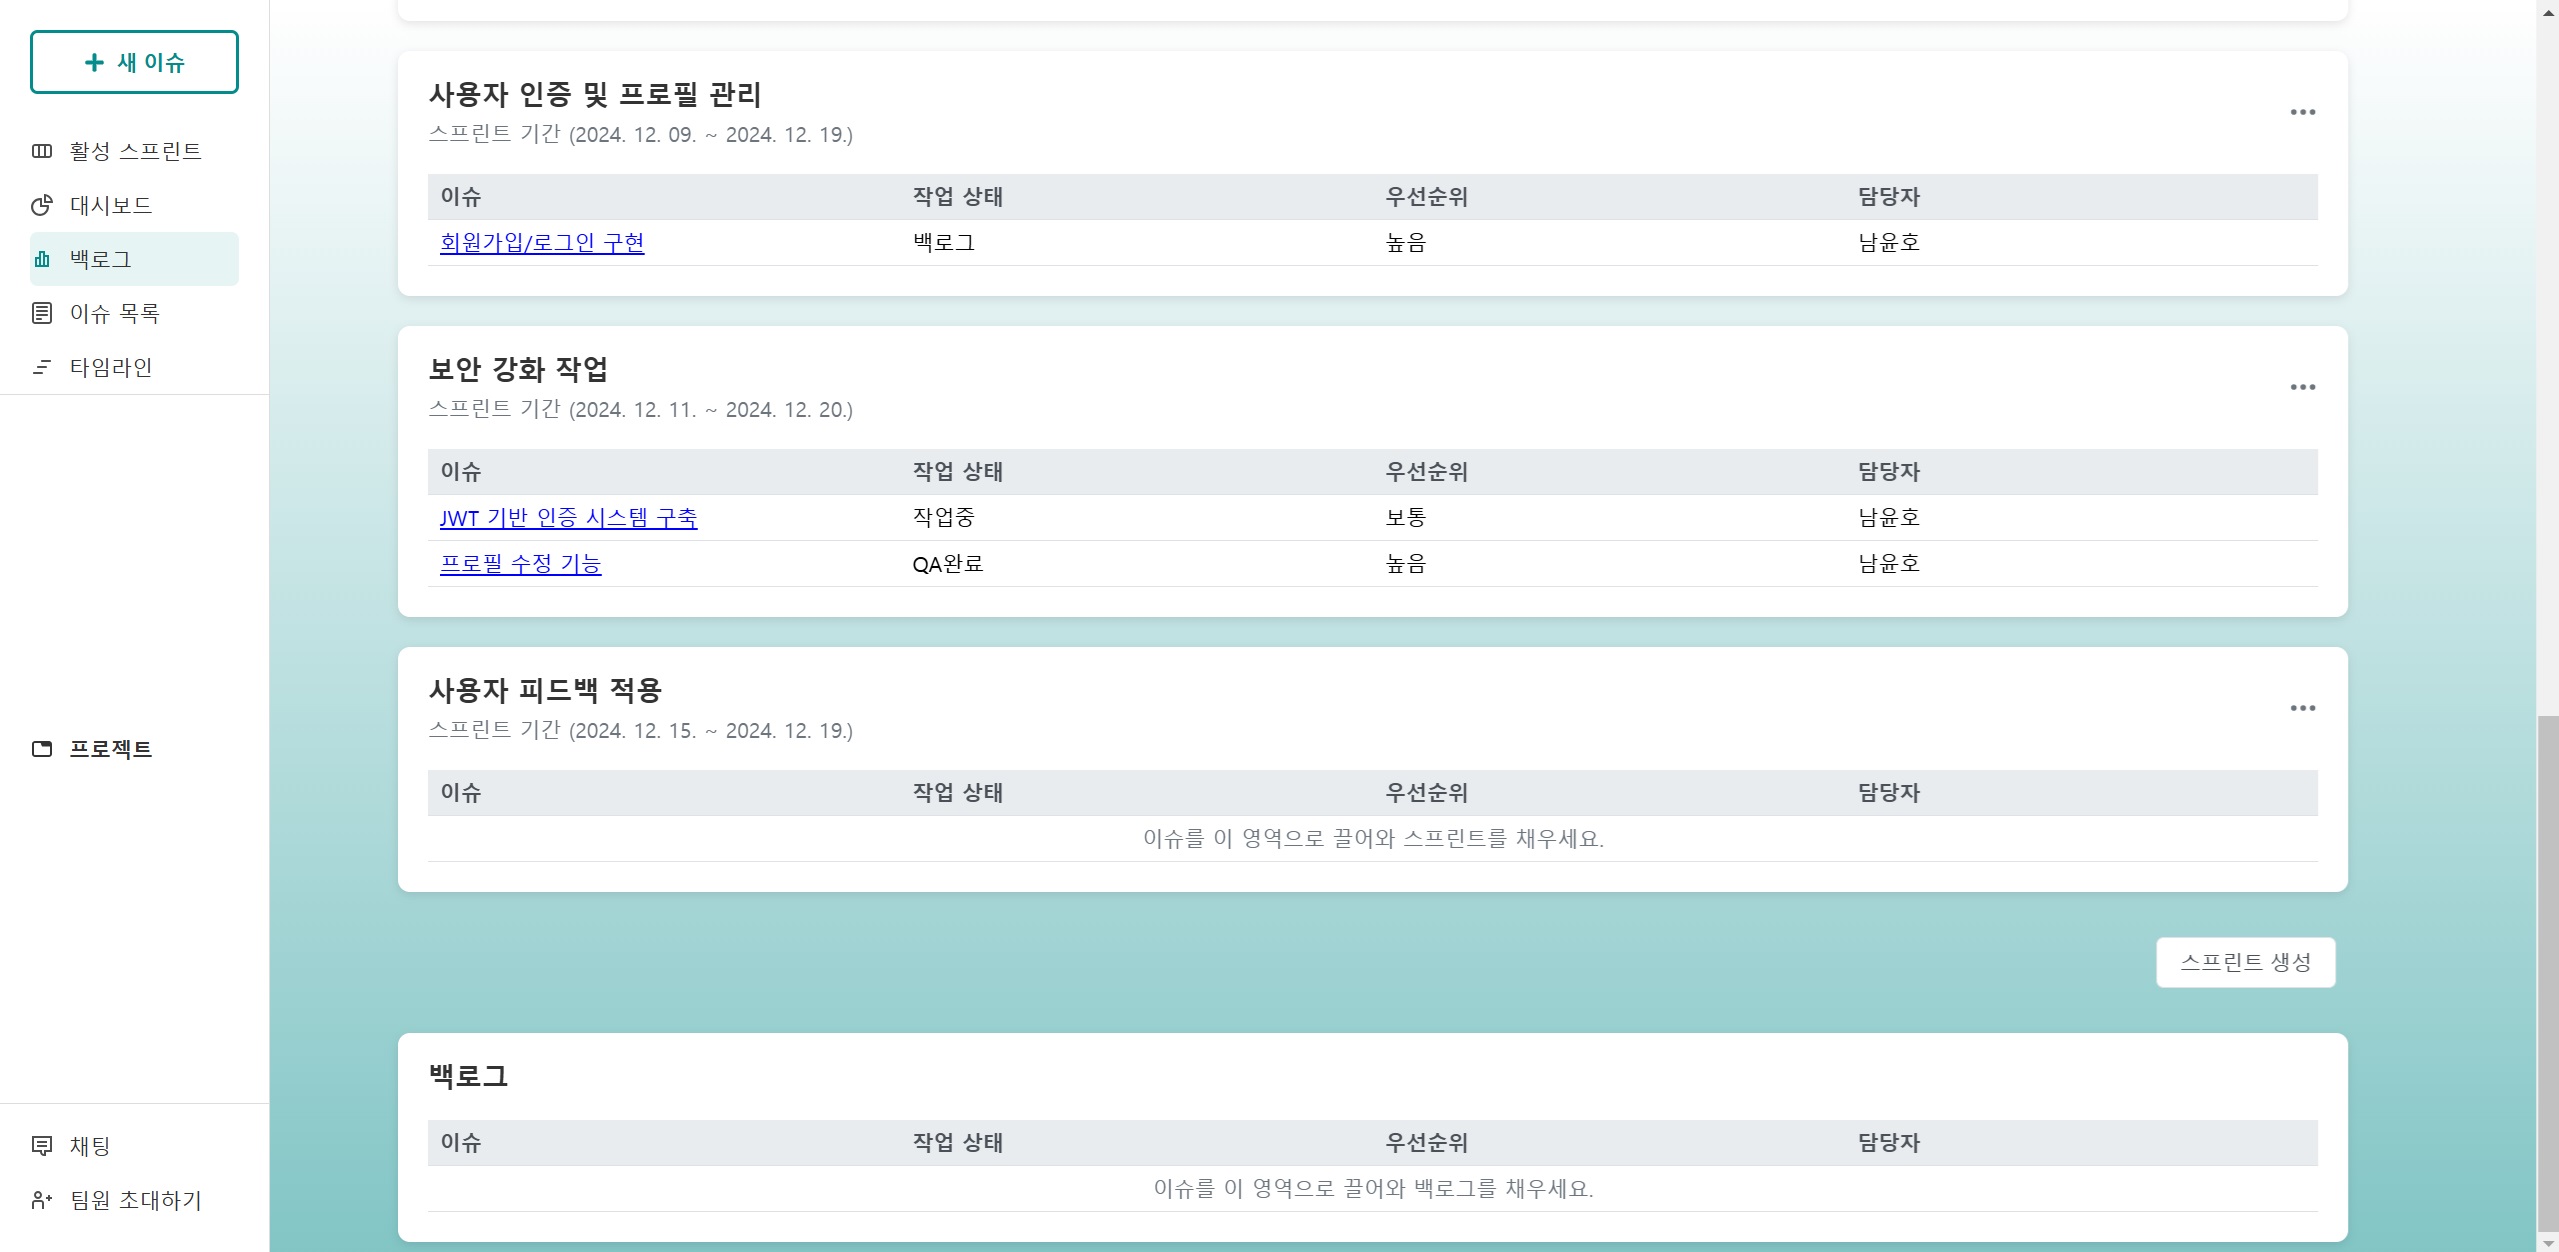 새 이슈
활성 스프린트
대시보드
백로그
이슈 목록
타임라인
프로젝트
채팅
팀원 초대하기
사용자 인증 및 프로필 관리
스프린트 기간 (2024. 12. 09. ~ 2024. 12. 19.)
이슈 작업 상태 우선순위 담당자
회원가입/로그인 구현 백로그 높음 남윤호
보안 강화 작업
스프린트 기간 (2024. 12. 11. ~ 2024. 12. 20.)
이슈 작업 상태 우선순위 담당자
JWT 기반 인증 시스템 구축 작업중 보통 남윤호
프로필 수정 기능 QA완료 높음 남윤호
사용자 피드백 적용
스프린트 기간 (2024. 12. 15. ~ 2024. 12. 19.)
이슈 작업 상태 우선순위 담당자
이슈를 이 영역으로 끌어와 스프린트를 채우세요.
스프린트 생성
백로그
이슈 작업 상태 우선순위 담당자
이슈를 이 영역으로 끌어와 백로그를 채우세요.